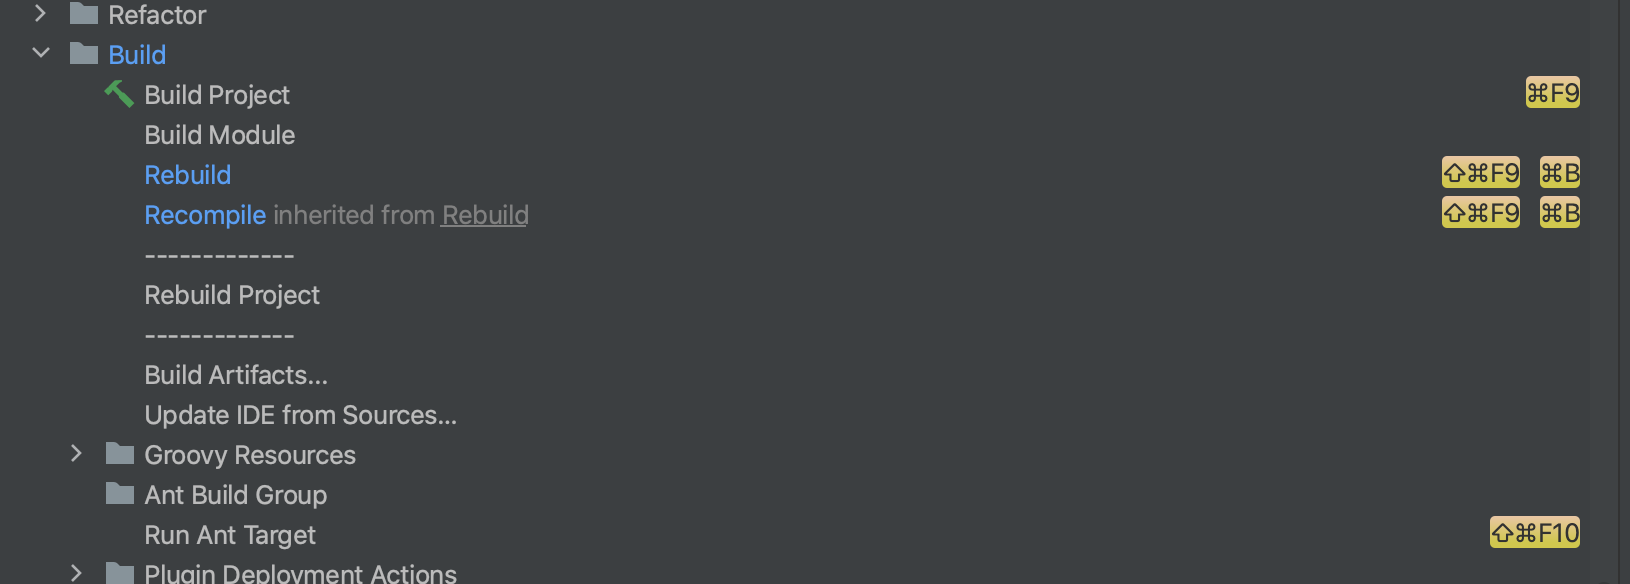 Refactor
Build
Build Project ⌘F9
Build Module
Rebuild ⇧⌘F9 ⌘B
Recompile inherited from Rebuild ⇧⌘F9 ⌘B
-------------
Rebuild Project
-------------
Build Artifacts...
Update IDE from Sources...
Groovy Resources
Ant Build Group
Run Ant Target ⇧⌘F10
Plugin Deployment Actions